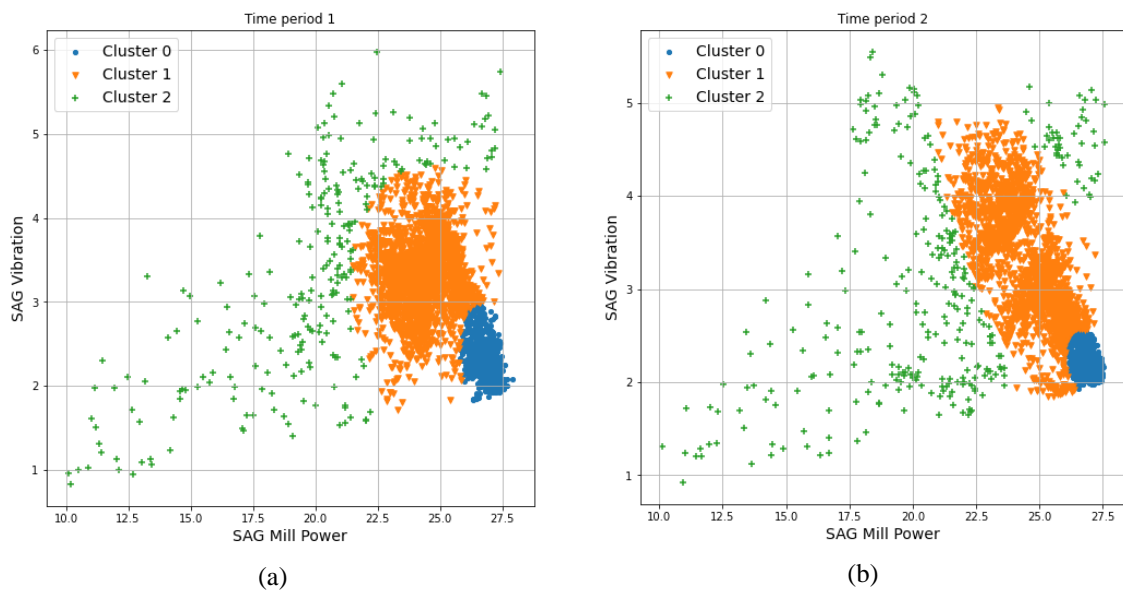 Time period 1
Cluster 0
Cluster 1
Cluster 2
6
5
4
3
2
1
SAG Vibration
10.0 12.5 15.0 17.5 20.0 22.5 25.0 27.5
SAG Mill Power
(a)
Time period 2
Cluster 0
Cluster 1
Cluster 2
5
4
3
2
1
SAG Vibration
10.0 12.5 15.0 17.5 20.0 22.5 25.0 27.5
SAG Mill Power
(b)